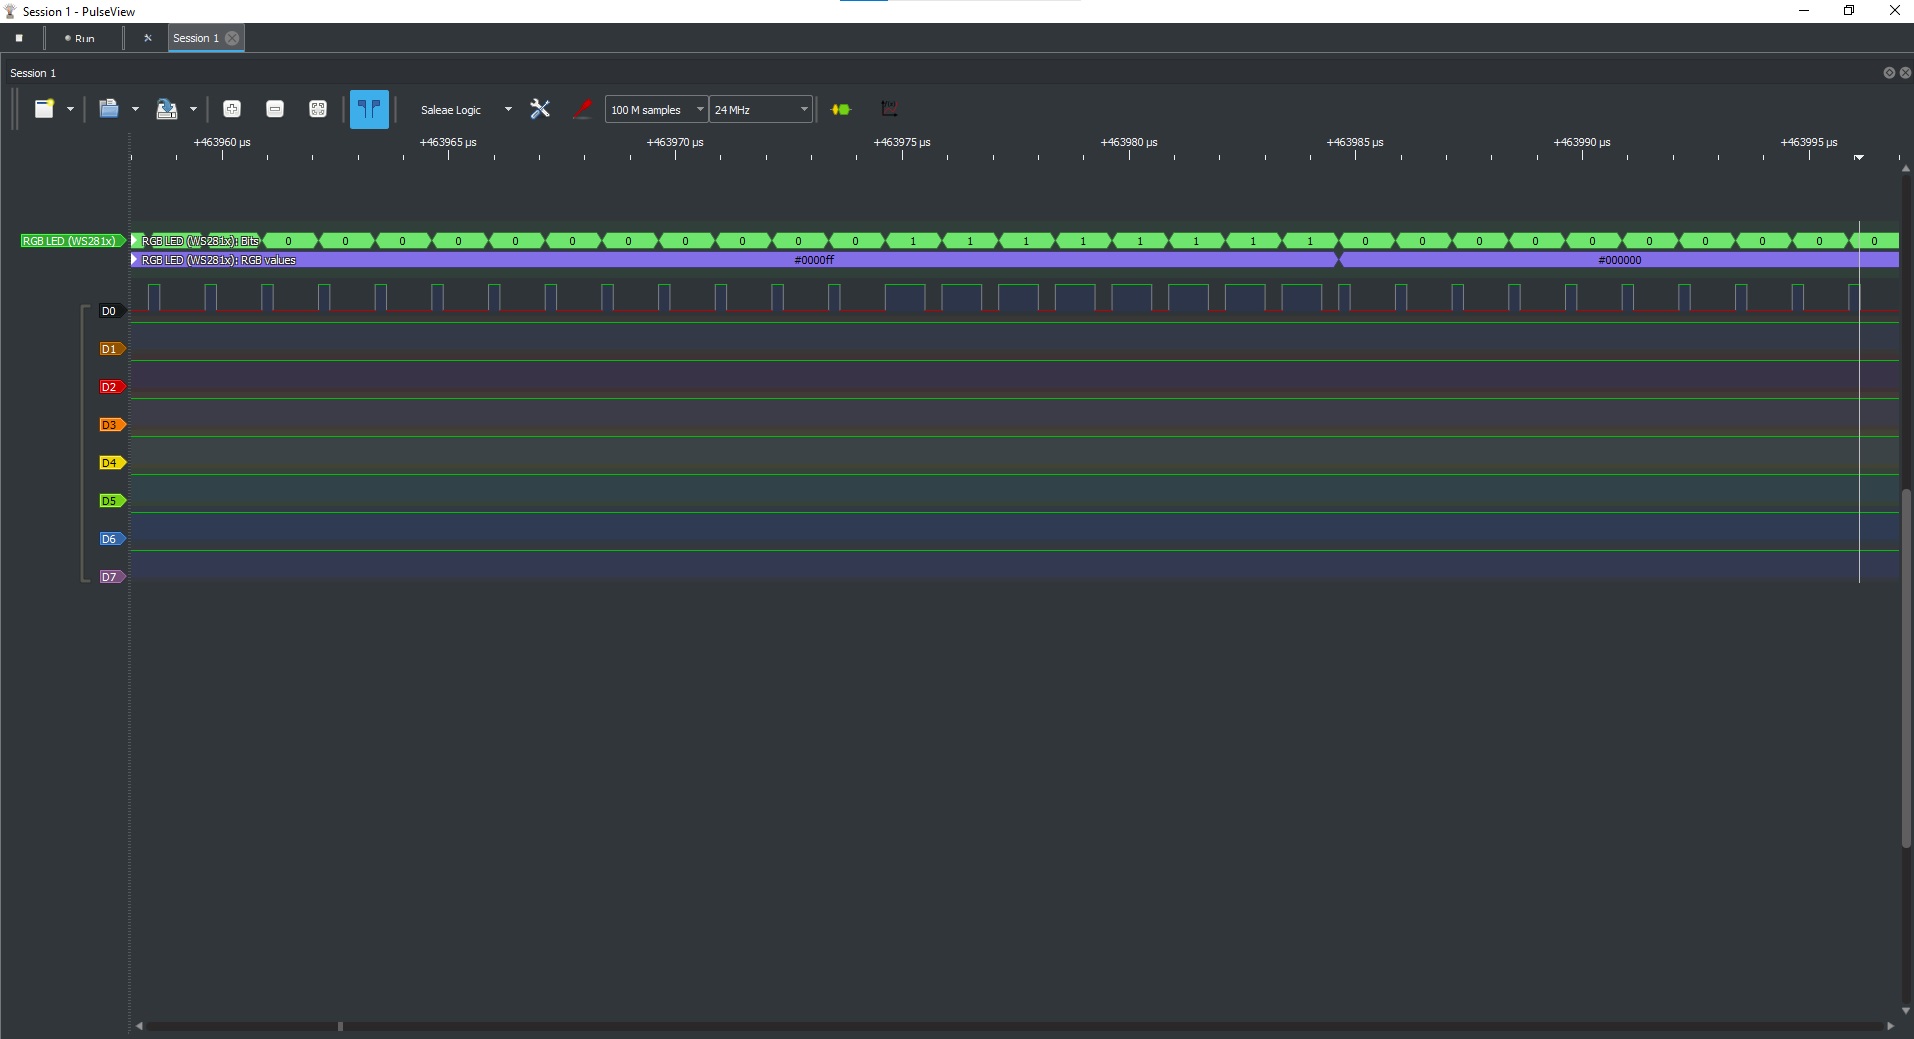 Session 1 - PulseView
Run
Session 1
Session 1
Saleae Logic
100 M samples
24 MHz
+463960 µs +463965 µs +463970 µs +463975 µs +463980 µs +463985 µs +463990 µs +463995 µs
RGB LED (WS281x) RGB LED (WS281x): Bits 0 0 0 0 0 0 0 0 0 0 0 1 1 1 1 1 1 1 1 0 0 0 0 0 0 0 0 0 0
RGB LED (WS281x): RGB values #0000ff #000000
D0
D1
D2
D3
D4
D5
D6
D7